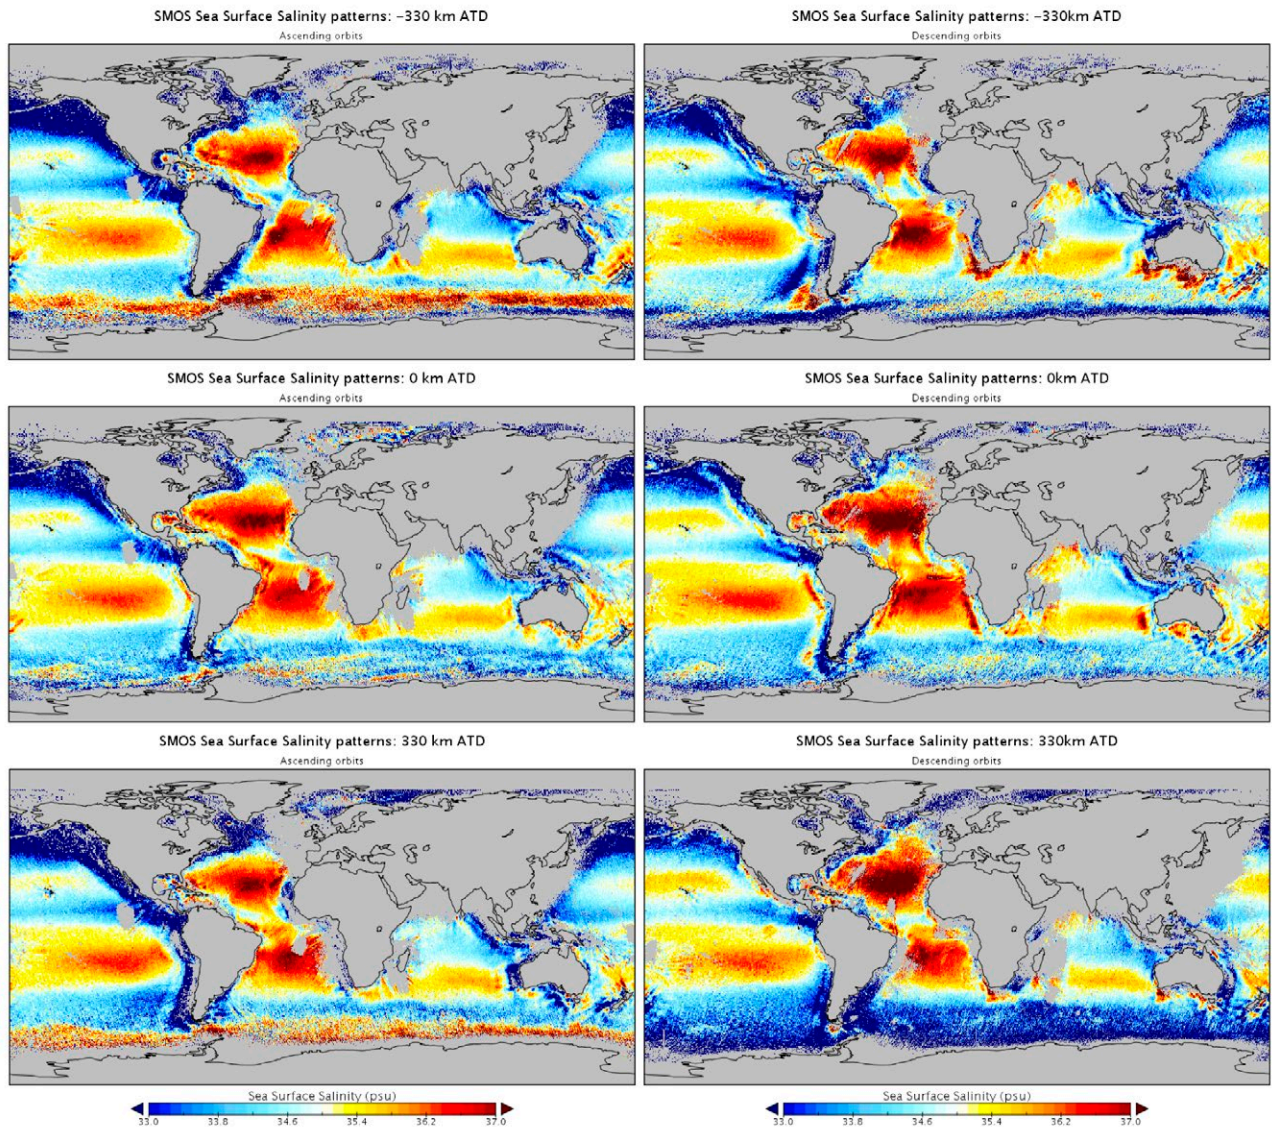 SMOS Sea Surface Salinity patterns: −330 km ATD
Ascending orbits
SMOS Sea Surface Salinity patterns: −330km ATD
Descending orbits
SMOS Sea Surface Salinity patterns: 0 km ATD
Ascending orbits
SMOS Sea Surface Salinity patterns: 0km ATD
Descending orbits
SMOS Sea Surface Salinity patterns: 330 km ATD
Ascending orbits
SMOS Sea Surface Salinity patterns: 330km ATD
Descending orbits
Sea Surface Salinity (psu)
33.0 33.8 34.6 35.4 36.2 37.0
Sea Surface Salinity (psu)
33.0 33.8 34.6 35.4 36.2 37.0